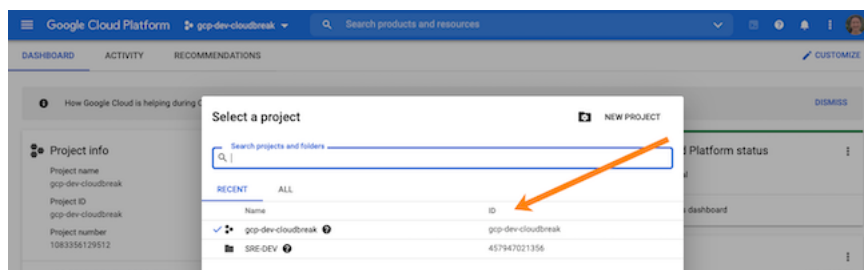 Google Cloud Platform gcp-dev-cloudbreak Search products and resources
DASHBOARD ACTIVITY RECOMMENDATIONS CUSTOMIZE
How Google Cloud is helping during C DISMISS
Select a project NEW PROJECT
Search projects and folders
RECENT ALL
Name ID
gcp-dev-cloudbreak gcp-dev-cloudbreak
SRE-DEV 457947021356
Project info
Project name
gcp-dev-cloudbreak
Project ID
gcp-dev-cloudbreak
Project number
1083356129512
d Platform status
al
s dashboard